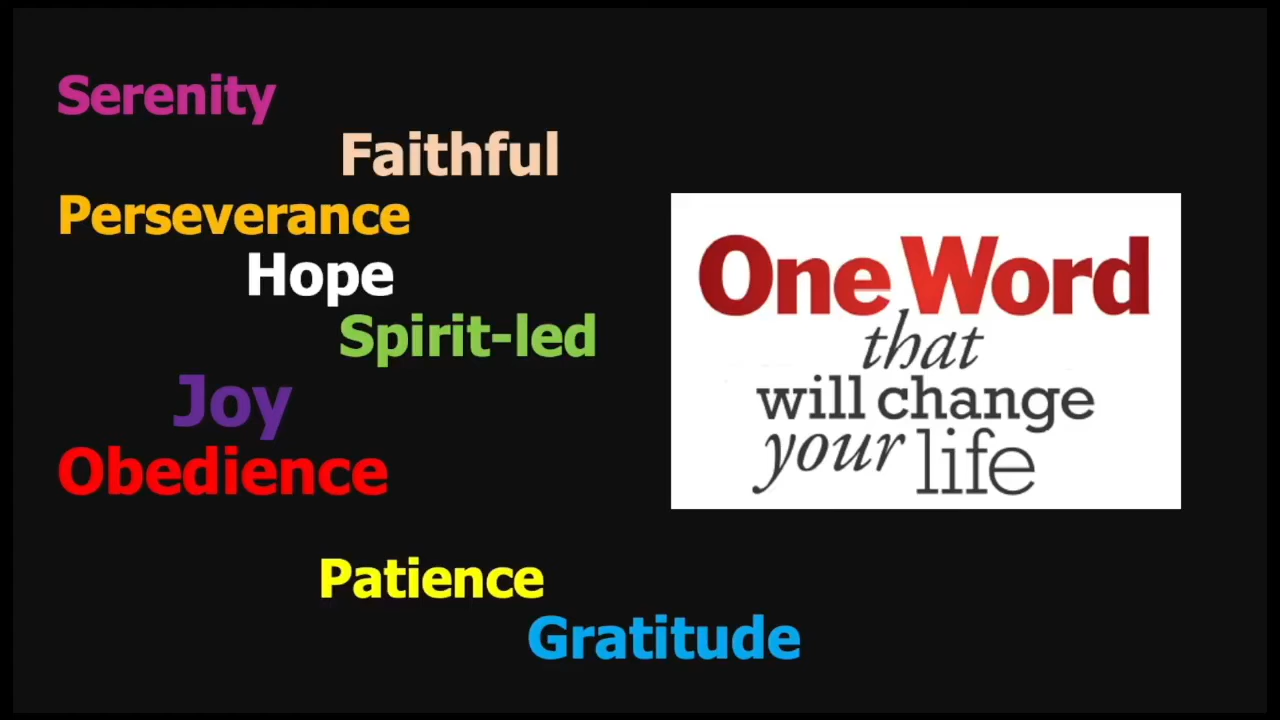 Serenity
Faithful
Perseverance
Hope
Spirit-led
Joy
Obedience
Patience
Gratitude
One Word
that
will change
your life